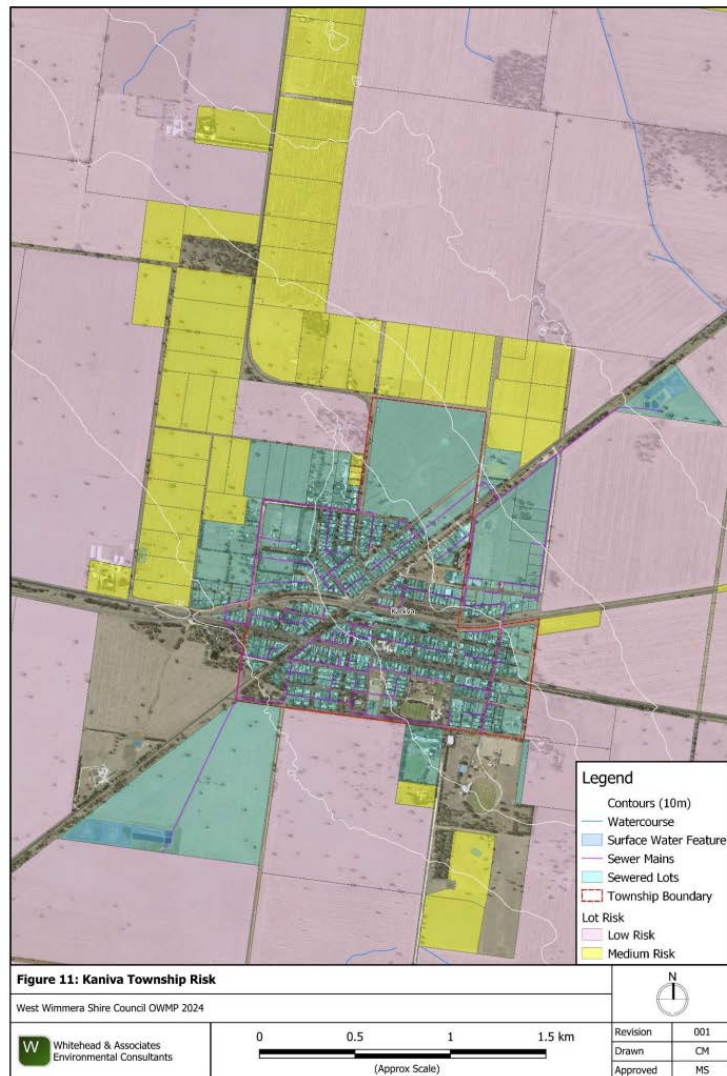 Kaniva
Legend
Contours (10m)
Watercourse
Surface Water Feature
Sewer Mains
Sewered Lots
Township Boundary
Lot Risk
Low Risk
Medium Risk
Figure 11: Kaniva Township Risk
West Wimmera Shire Council OWMP 2024
N
W
Whitehead & Associates
Environmental Consultants
0 0.5 1 1.5 km
(Approx Scale)
Revision 001
Drawn CM
Approved MS